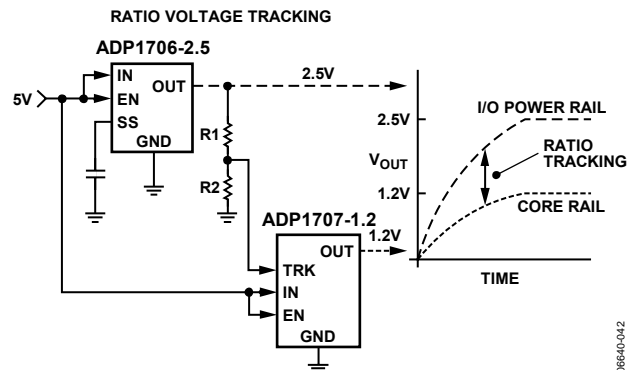 RATIO VOLTAGE TRACKING
ADP1706-2.5
IN
EN
SS
OUT
GND
5V
2.5V
R1
R2
ADP1707-1.2
OUT
1.2V
TRK
IN
EN
GND
2.5V
VOUT
1.2V
I/O POWER RAIL
RATIO
TRACKING
CORE RAIL
TIME
06640-042